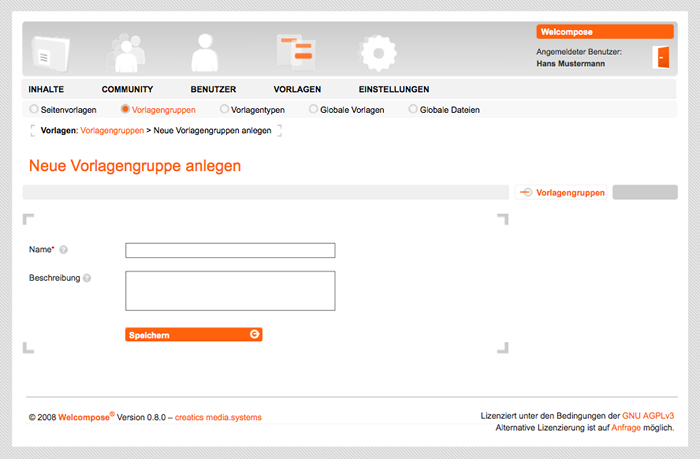 Welcompose
Angemeldeter Benutzer:
Hans Mustermann
INHALTE COMMUNITY BENUTZER VORLAGEN EINSTELLUNGEN
Seitenvorlagen Vorlagengruppen Vorlagentypen Globale Vorlagen Globale Dateien
Vorlagen: Vorlagengruppen > Neue Vorlagengruppen anlegen
Neue Vorlagengruppe anlegen
Vorlagengruppen
Name* ?
Beschreibung ?
Speichern
© 2008 Welcompose® Version 0.8.0 – creatics media.systems
Lizenziert unter den Bedingungen der GNU AGPLv3
Alternative Lizenzierung ist auf Anfrage möglich.